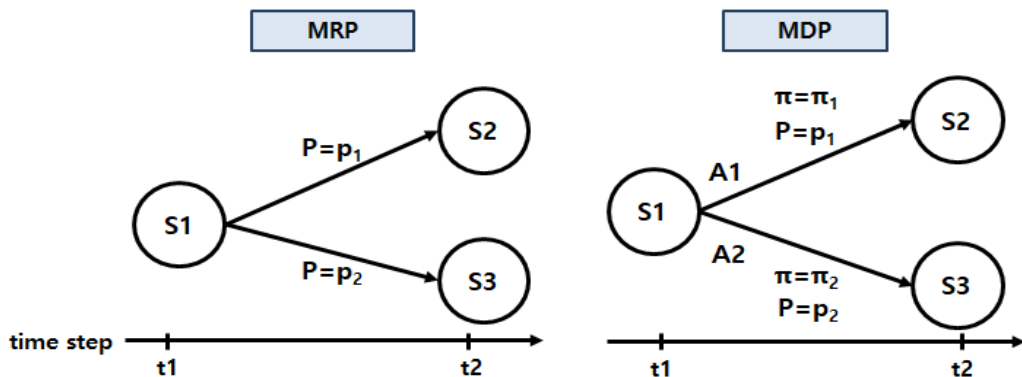 MRP
P=p₁
S1
S2
P=p₂
S3
time step
t1
t2
MDP
π=π₁
P=p₁
A1
S1
S2
A2
π=π₂
P=p₂
S3
t1
t2